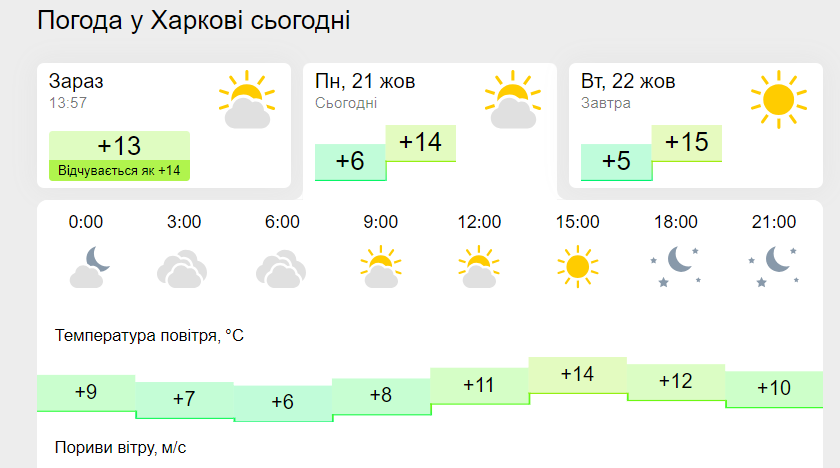 Погода у Харкові сьогодні
Зараз
13:57
+13
Відчувається як +14
Пн, 21 жов
Сьогодні
+6
+14
Вт, 22 жов
Завтра
+5
+15
0:00 3:00 6:00 9:00 12:00 15:00 18:00 21:00
Температура повітря, °C
+9 +7 +6 +8 +11 +14 +12 +10
Пориви вітру, м/с